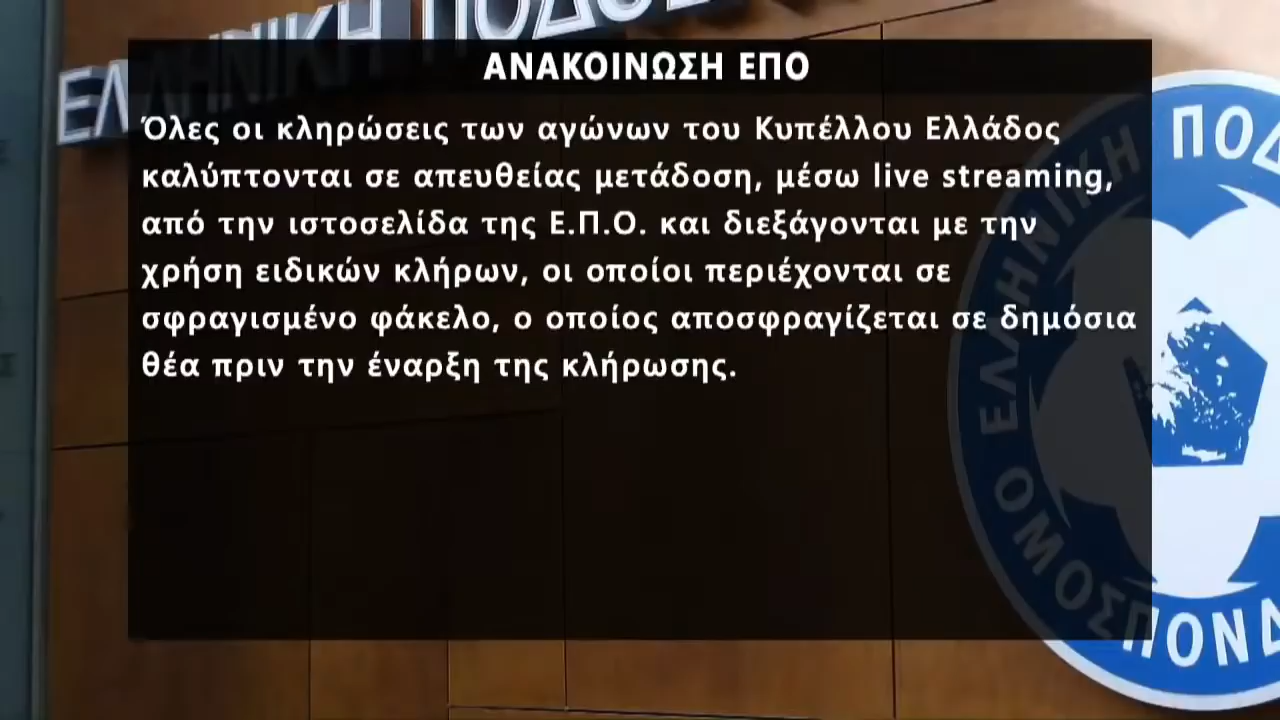 ΑΝΑΚΟΙΝΩΣΗ ΕΠΟ
Όλες οι κληρώσεις των αγώνων του Κυπέλλου Ελλάδος
καλύπτονται σε απευθείας μετάδοση, μέσω live streaming,
από την ιστοσελίδα της Ε.Π.Ο. και διεξάγονται με την
χρήση ειδικών κλήρων, οι οποίοι περιέχονται σε
σφραγισμένο φάκελο, ο οποίος αποσφραγίζεται σε δημόσια
θέα πριν την έναρξη της κλήρωσης.
ΕΛΛΗΝΙΚΗ
ΕΛΛΗΝΙΚΗ